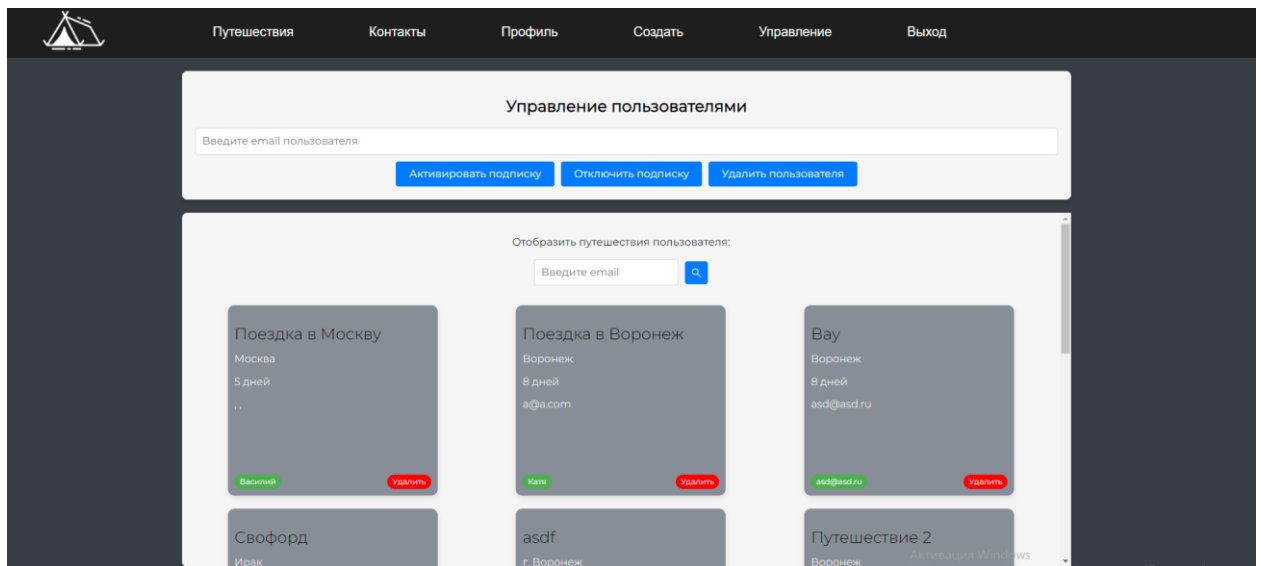 Путешествия Контакты Профиль Создать Управление Выход
Управление пользователями
Введите email пользователя
Активировать подписку Отключить подписку Удалить пользователя
Отобразить путешествия пользователя:
Введите email
Поездка в Москву
Москва
5 дней
, ,
Василий Удалить
Поездка в Воронеж
Воронеж
8 дней
a@a.com
Катя Удалить
Вау
Воронеж
8 дней
asd@asd.ru
asd@asd.ru Удалить
Свофорд
Ирак
asdf
г. Воронеж
Путешествие 2
Воронеж
Активация Windows